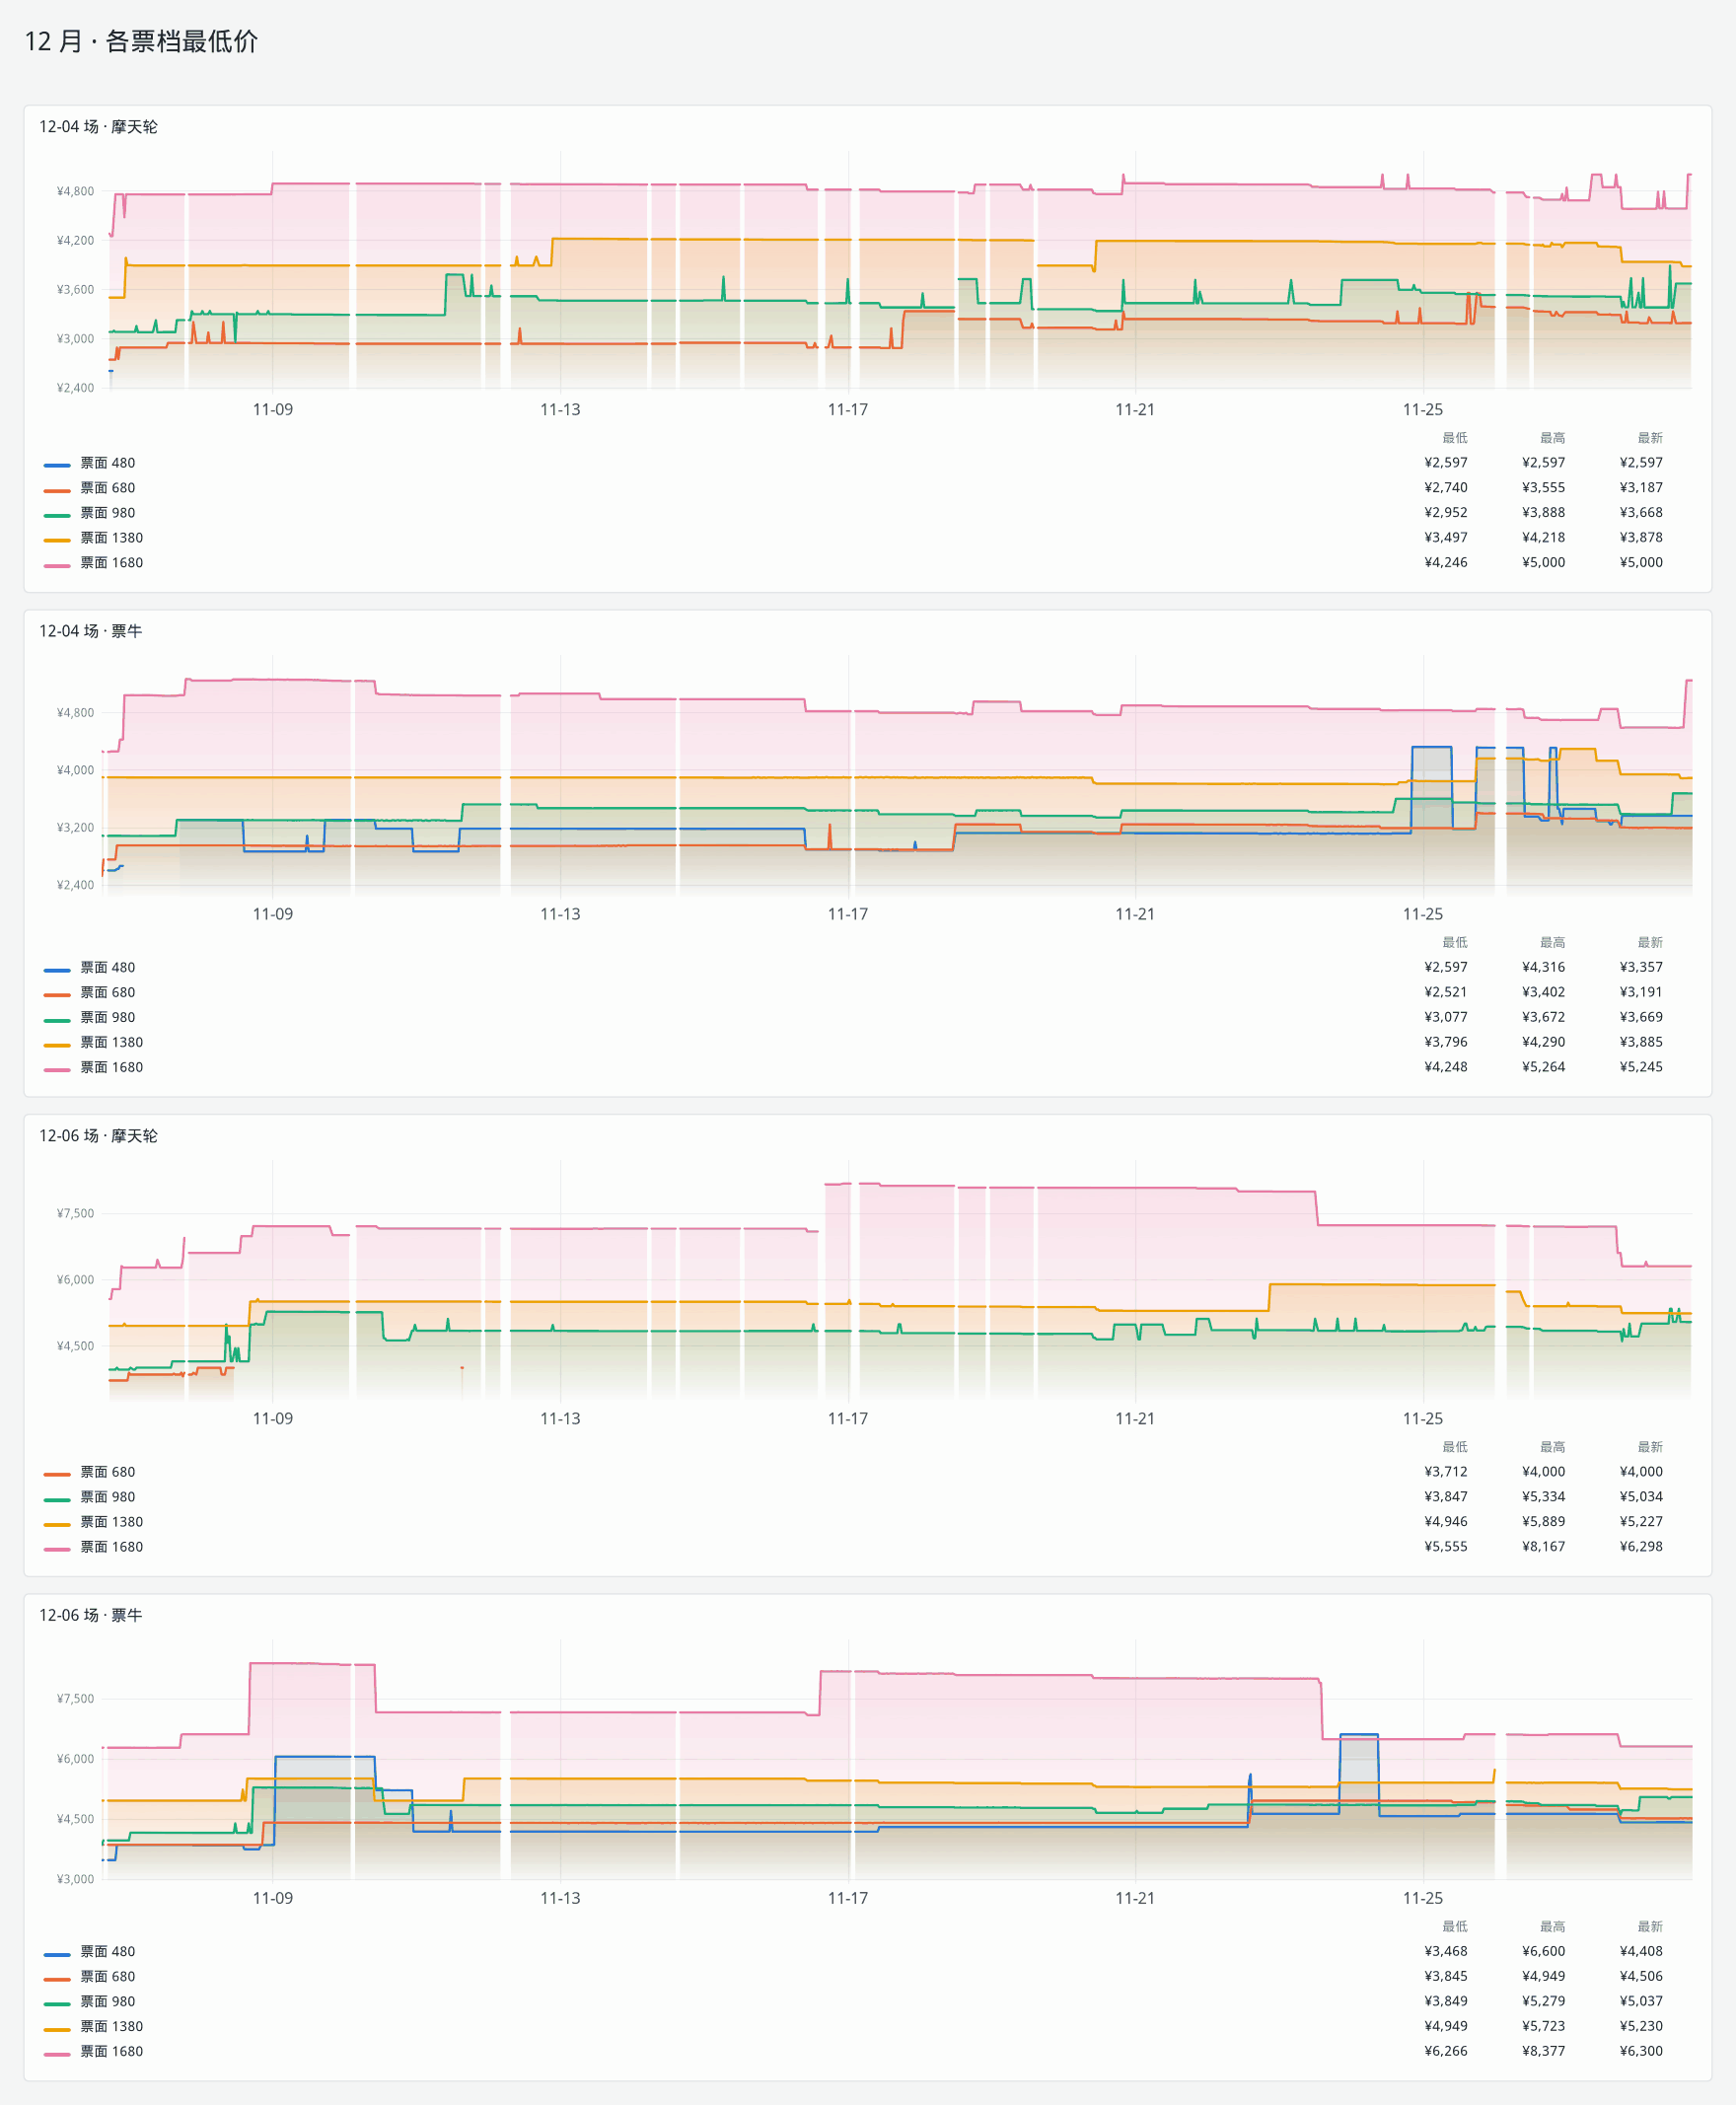 12 月 · 各票档最低价
12-04 场 · 摩天轮
¥4,800
¥4,200
¥3,600
¥3,000
¥2,400
11-09 11-13 11-17 11-21 11-25
最低 最高 最新
票面 480 ¥2,597 ¥2,597 ¥2,597
票面 680 ¥2,740 ¥3,555 ¥3,187
票面 980 ¥2,952 ¥3,888 ¥3,668
票面 1380 ¥3,497 ¥4,218 ¥3,878
票面 1680 ¥4,246 ¥5,000 ¥5,000
12-04 场 · 票牛
¥4,800
¥4,000
¥3,200
¥2,400
11-09 11-13 11-17 11-21 11-25
最低 最高 最新
票面 480 ¥2,597 ¥4,316 ¥3,357
票面 680 ¥2,521 ¥3,402 ¥3,191
票面 980 ¥3,077 ¥3,672 ¥3,669
票面 1380 ¥3,796 ¥4,290 ¥3,885
票面 1680 ¥4,248 ¥5,264 ¥5,245
12-06 场 · 摩天轮
¥7,500
¥6,000
¥4,500
11-09 11-13 11-17 11-21 11-25
最低 最高 最新
票面 680 ¥3,712 ¥4,000 ¥4,000
票面 980 ¥3,847 ¥5,334 ¥5,034
票面 1380 ¥4,946 ¥5,889 ¥5,227
票面 1680 ¥5,555 ¥8,167 ¥6,298
12-06 场 · 票牛
¥7,500
¥6,000
¥4,500
¥3,000
11-09 11-13 11-17 11-21 11-25
最低 最高 最新
票面 480 ¥3,468 ¥6,600 ¥4,408
票面 680 ¥3,845 ¥4,949 ¥4,506
票面 980 ¥3,849 ¥5,279 ¥5,037
票面 1380 ¥4,949 ¥5,723 ¥5,230
票面 1680 ¥6,266 ¥8,377 ¥6,300